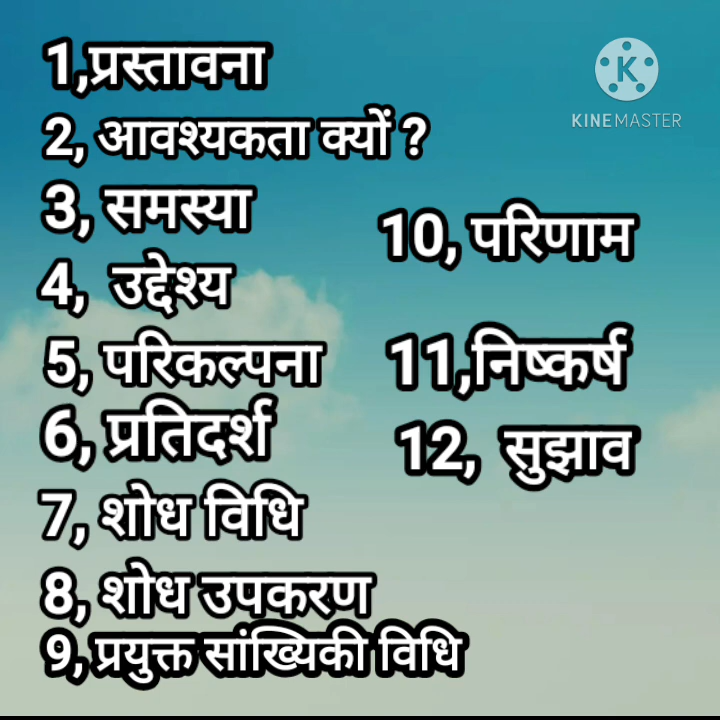 1,प्रस्तावना
2, आवश्यकता क्यों ?
3, समस्या
4, उद्देश्य
5, परिकल्पना
6, प्रतिदर्श
7, शोध विधि
8, शोध उपकरण
9, प्रयुक्त सांख्यिकी विधि
K
KINEMASTER
10, परिणाम
11,निष्कर्ष
12, सुझाव